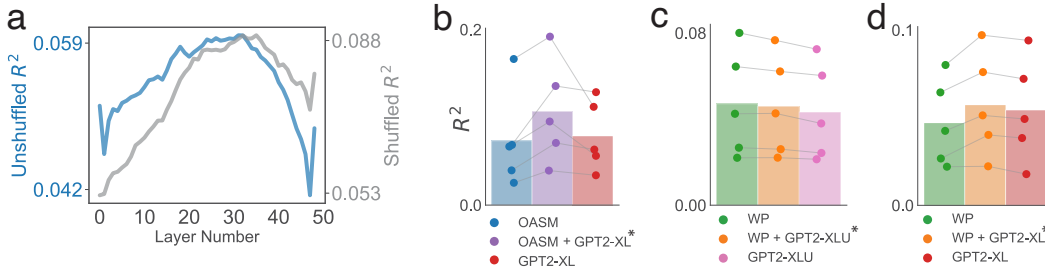 a
0.059
0.042
Unshuffled R²
0.088
0.053
Shuffled R²
0 10 20 30 40 50
Layer Number
b
0.2
0.0
R²
OASM
OASM + GPT2-XL*
GPT2-XL
c
0.08
0.00
WP
WP + GPT2-XLU*
GPT2-XLU
d
0.1
0.0
WP
WP + GPT2-XL*
GPT2-XL